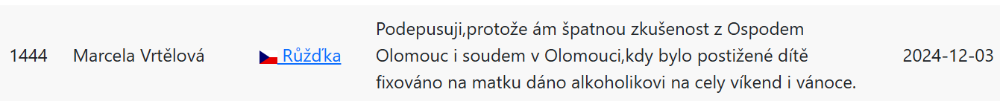 Podepusuji,protože ám špatnou zkušenost z Ospodem
1444 Marcela Vrtělová Růžďka Olomouc i soudem v Olomouci,kdy bylo postižené dítě 2024-12-03
fixováno na matku dáno alkoholikovi na cely víkend i vánoce.